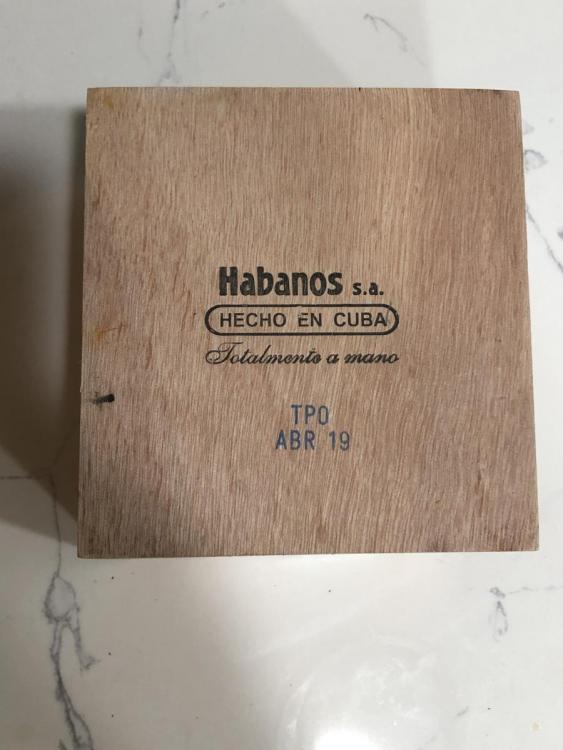 Habanos s.a.
HECHO EN CUBA
Totalmente a mano
TPO
ABR 19